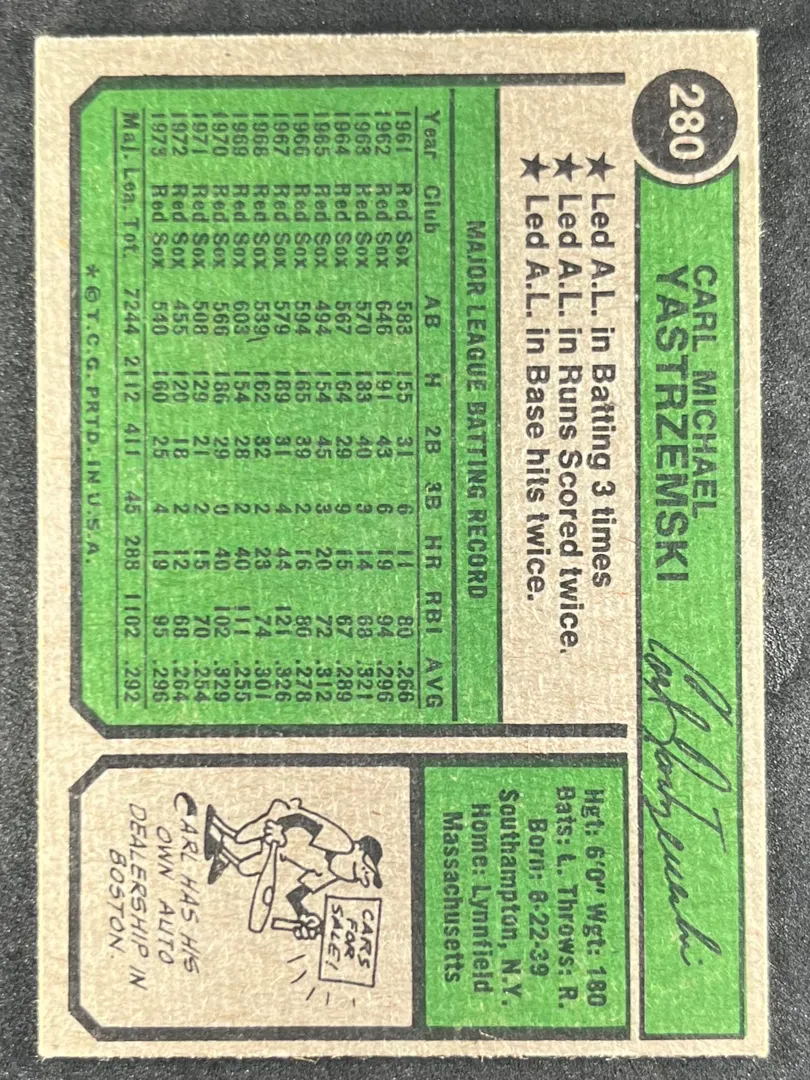 280
CARL MICHAEL
YASTRZEMSKI
Carl Yastrzemski
★ Led A.L. in Batting 3 times
★ Led A.L. in Runs Scored twice.
★ Led A.L. in Base hits twice.
MAJOR LEAGUE BATTING RECORD
Year Club AB H 2B 3B HR RBI AVG
1961 Red Sox 583 155 31 6 11 80 .266
1962 Red Sox 646 191 43 6 19 94 .296
1963 Red Sox 570 183 40 3 14 68 .321
1964 Red Sox 567 164 29 9 15 67 .289
1965 Red Sox 494 154 45 3 20 72 .312
1966 Red Sox 594 165 39 2 16 80 .278
1967 Red Sox 579 189 31 4 44 121 .326
1968 Red Sox 539 162 32 2 23 74 .301
1969 Red Sox 603 154 28 2 40 111 .255
1970 Red Sox 566 186 29 0 40 102 .329
1971 Red Sox 508 129 21 2 15 70 .254
1972 Red Sox 455 120 18 2 12 68 .264
1973 Red Sox 540 160 25 4 19 95 .296
Maj. Lea. Tot. 7244 2112 411 45 288 1102 .292
* © T.C.G. PRTD. IN U.S.A.
Hgt: 6'0" Wgt: 180
Bats: L. Throws: R.
Born: 8-22-39
Southampton, N.Y.
Home: Lynnfield
Massachusetts
CARS
FOR
SALE!
CARL HAS HIS
OWN AUTO
DEALERSHIP IN
BOSTON.